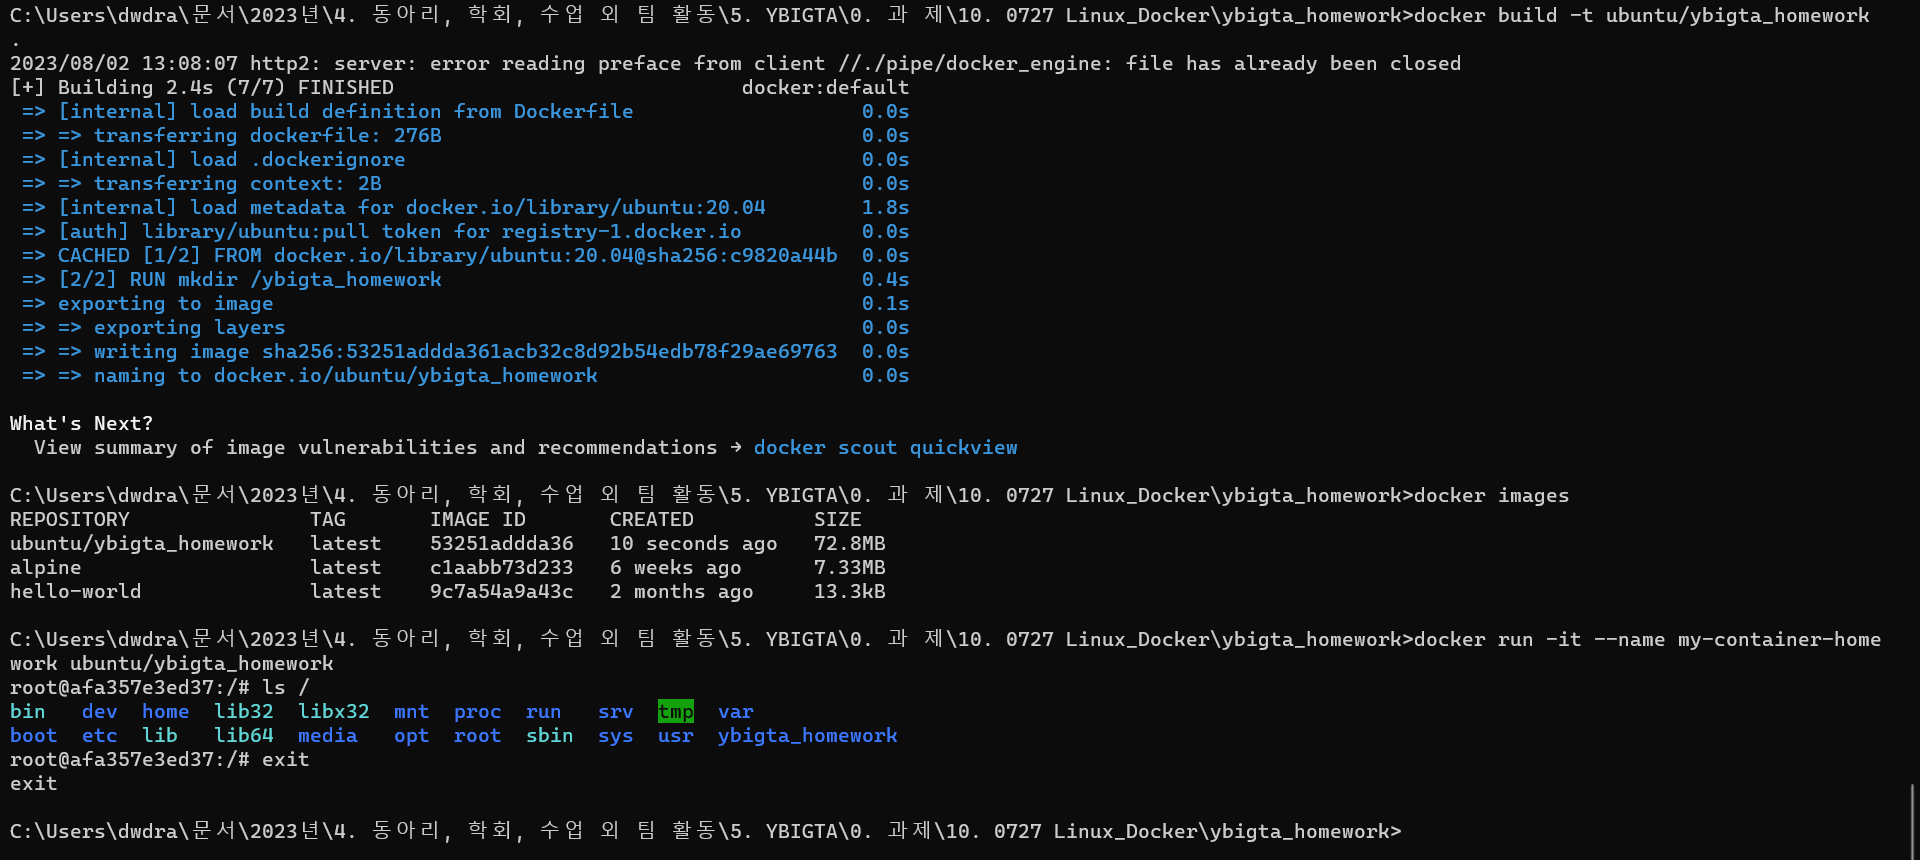 C:\Users\dwdra\문서\2023년\4. 동아리, 학회, 수업 외 팀 활동\5. YBIGTA\0. 과 제\10. 0727 Linux_Docker\ybigta_homework>docker build -t ubuntu/ybigta_homework
.
2023/08/02 13:08:07 http2: server: error reading preface from client //./pipe/docker_engine: file has already been closed
[+] Building 2.4s (7/7) FINISHED docker:default
=> [internal] load build definition from Dockerfile 0.0s
=> => transferring dockerfile: 276B 0.0s
=> [internal] load .dockerignore 0.0s
=> => transferring context: 2B 0.0s
=> [internal] load metadata for docker.io/library/ubuntu:20.04 1.8s
=> [auth] library/ubuntu:pull token for registry-1.docker.io 0.0s
=> CACHED [1/2] FROM docker.io/library/ubuntu:20.04@sha256:c9820a44b 0.0s
=> [2/2] RUN mkdir /ybigta_homework 0.4s
=> exporting to image 0.1s
=> => exporting layers 0.0s
=> => writing image sha256:53251addda361acb32c8d92b54edb78f29ae69763 0.0s
=> => naming to docker.io/ubuntu/ybigta_homework 0.0s
What's Next?
View summary of image vulnerabilities and recommendations → docker scout quickview
C:\Users\dwdra\문서\2023년\4. 동아리, 학회, 수업 외 팀 활동\5. YBIGTA\0. 과 제\10. 0727 Linux_Docker\ybigta_homework>docker images
REPOSITORY TAG IMAGE ID CREATED SIZE
ubuntu/ybigta_homework latest 53251addda36 10 seconds ago 72.8MB
alpine latest c1aabb73d233 6 weeks ago 7.33MB
hello-world latest 9c7a54a9a43c 2 months ago 13.3kB
C:\Users\dwdra\문서\2023년\4. 동아리, 학회, 수업 외 팀 활동\5. YBIGTA\0. 과 제\10. 0727 Linux_Docker\ybigta_homework>docker run -it --name my-container-home
work ubuntu/ybigta_homework
root@afa357e3ed37:/# ls /
bin dev home lib32 libx32 mnt proc run srv tmp var
boot etc lib lib64 media opt root sbin sys usr ybigta_homework
root@afa357e3ed37:/# exit
exit
C:\Users\dwdra\문서\2023년\4. 동아리, 학회, 수업 외 팀 활동\5. YBIGTA\0. 과제\10. 0727 Linux_Docker\ybigta_homework>